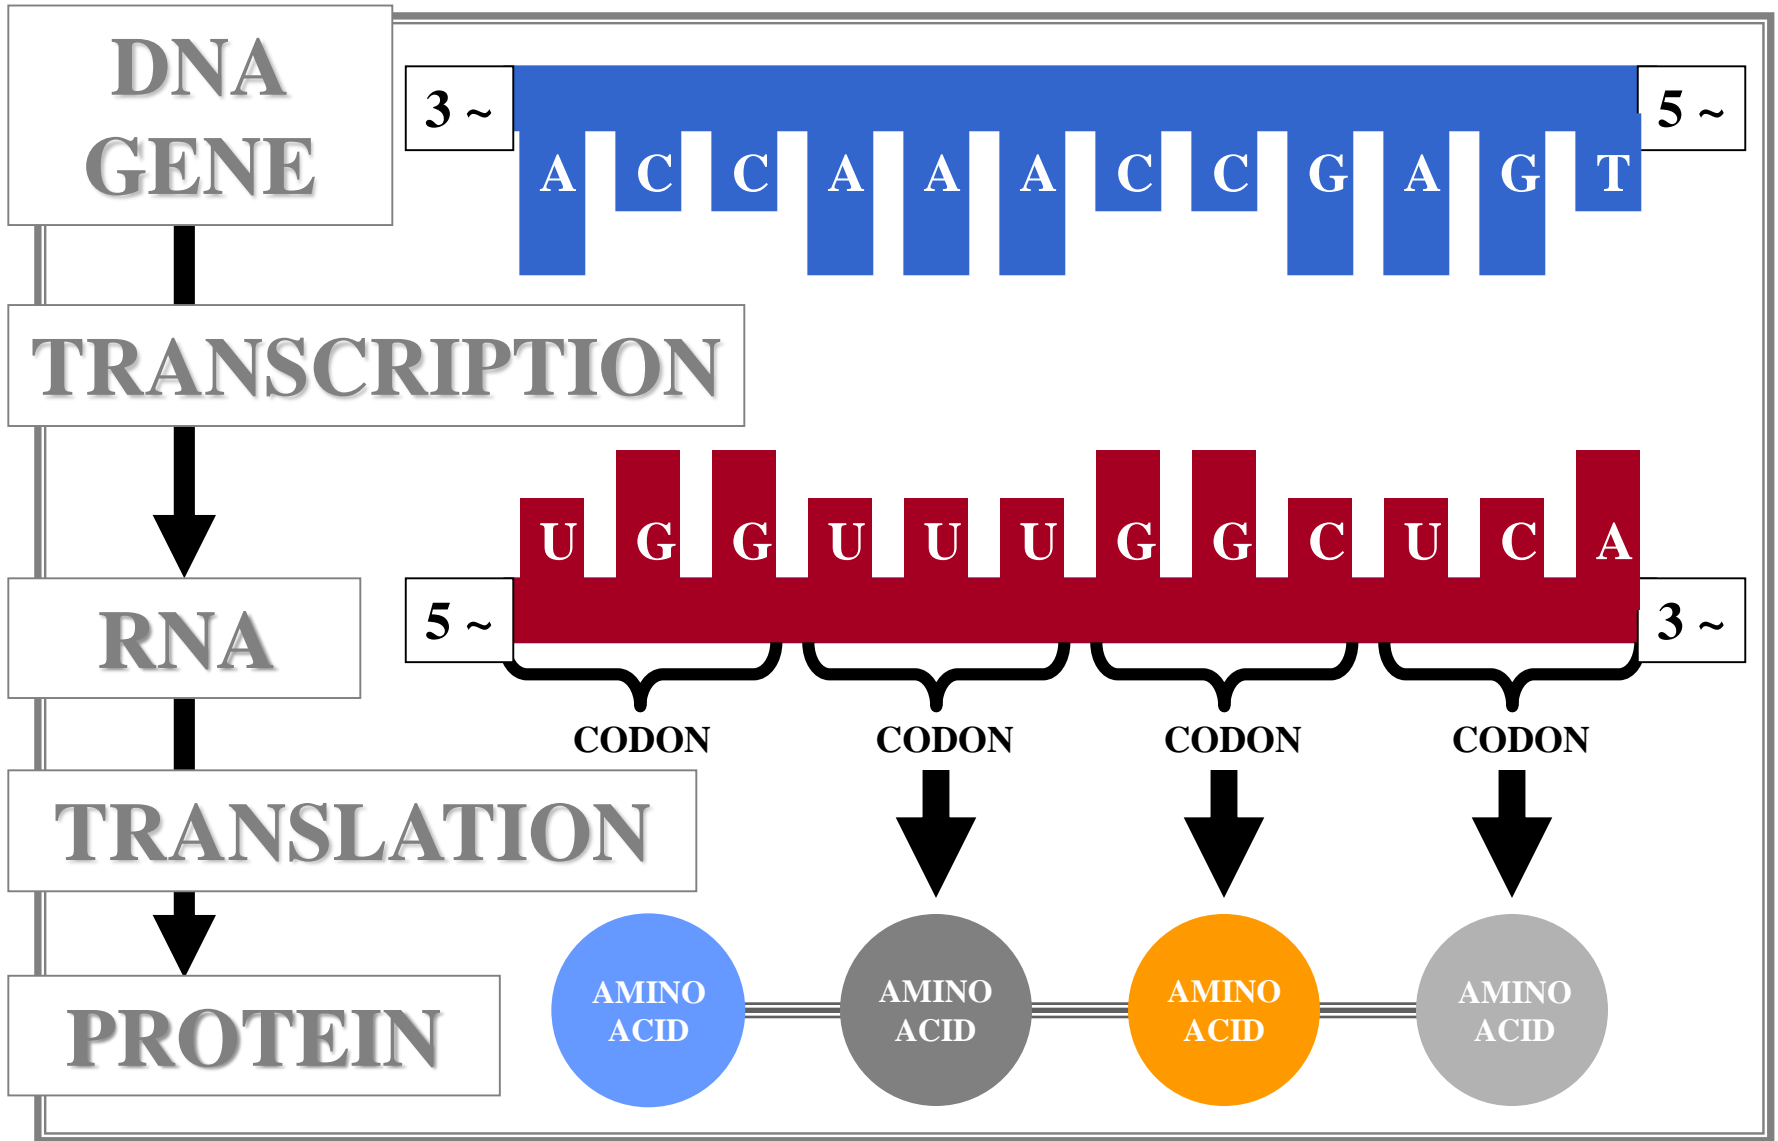 DNA
GENE
3 ~
5 ~
A C C A A A C C G A G T
TRANSCRIPTION
U G G U U U G G C U C A
RNA
5 ~
3 ~
CODON CODON CODON CODON
TRANSLATION
PROTEIN
AMINO
ACID
AMINO
ACID
AMINO
ACID
AMINO
ACID